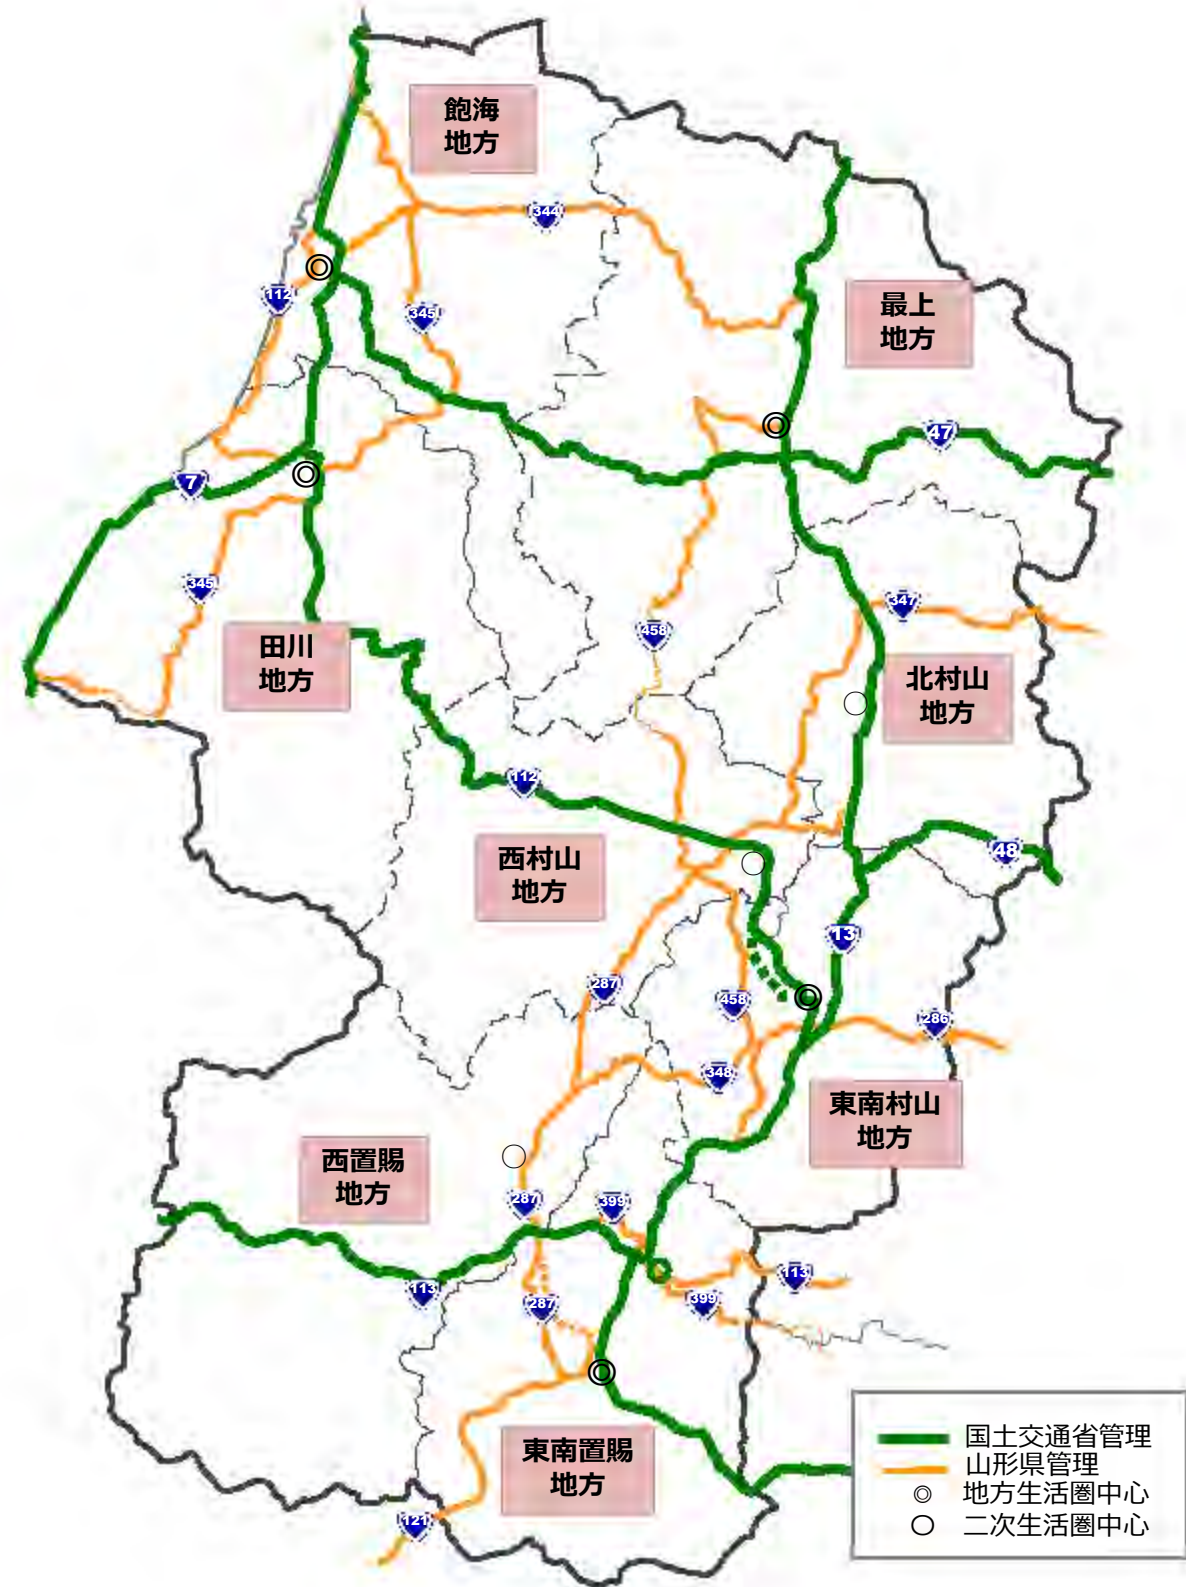 飽海
地方
344
112
345
最上
地方
47
7
345
347
458
田川
地方
北村山
地方
112
西村山
地方
48
13
287
458
286
348
東南村山
地方
西置賜
地方
287
399
113
113
399
287
東南置賜
地方
121
国土交通省管理
山形県管理
◎ 地方生活圏中心
○ 二次生活圏中心